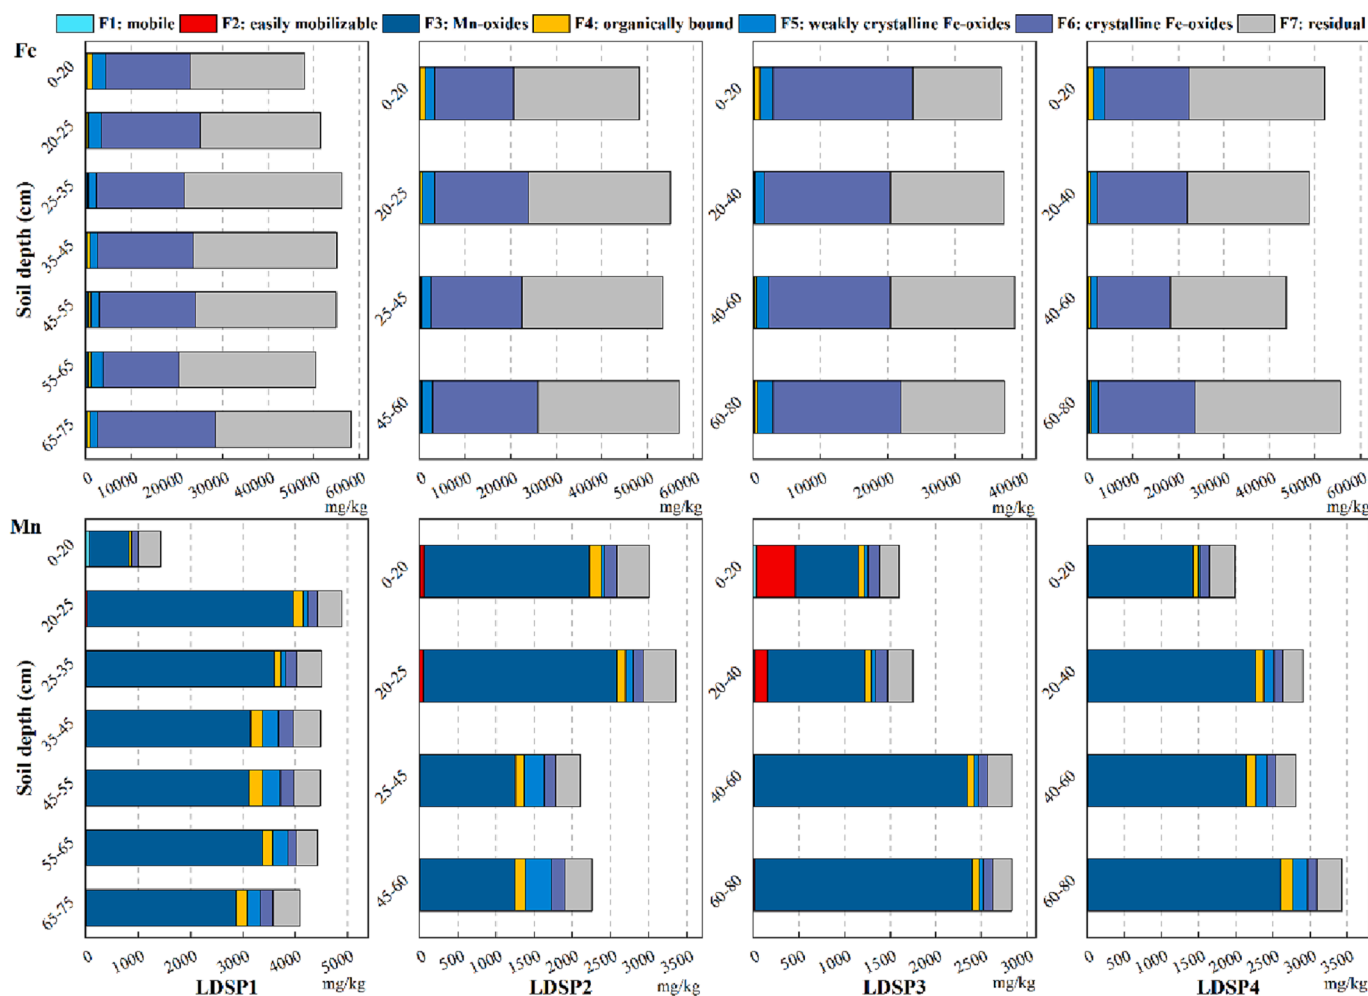 F1: mobile F2: easily mobilizable F3: Mn-oxides F4: organically bound F5: weakly crystalline Fe-oxides F6: crystalline Fe-oxides F7: residual
Fe
Soil depth (cm)
0-20
20-25
25-35
35-45
45-55
55-65
65-75
0 10000 20000 30000 40000 50000 60000
mg/kg
0-20
20-25
25-45
45-60
0 10000 20000 30000 40000 50000 60000
mg/kg
0-20
20-40
40-60
60-80
0 10000 20000 30000 40000
mg/kg
0-20
20-40
40-60
60-80
0 10000 20000 30000 40000 50000 60000
mg/kg
Mn
Soil depth (cm)
0-20
20-25
25-35
35-45
45-55
55-65
65-75
0 1000 2000 3000 4000 5000
mg/kg
LDSP1
0-20
20-25
25-45
45-60
0 500 1000 1500 2000 2500 3000 3500
mg/kg
LDSP2
0-20
20-40
40-60
60-80
0 500 1000 1500 2000 2500 3000
mg/kg
LDSP3
0-20
20-40
40-60
60-80
0 500 1000 1500 2000 2500 3000 3500
mg/kg
LDSP4